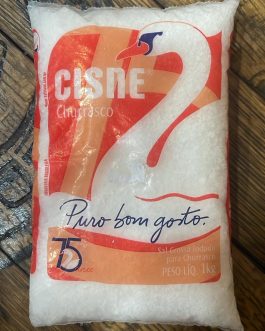 CISNE
Churrasco
Puro bom gosto.
75
Sal Grosso Iodado
para Churrasco
PESO LÍQ. 1kg